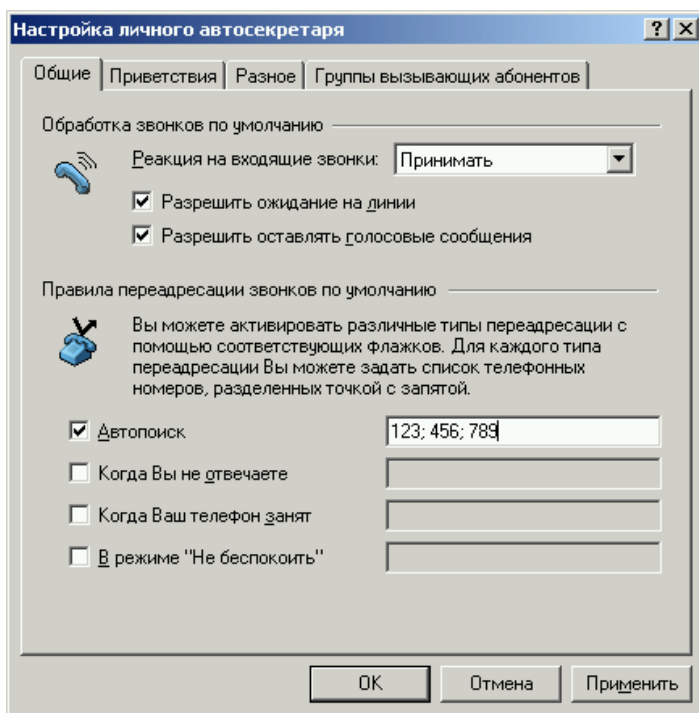 Настройка личного автосекретаря
Общие Приветствия Разное Группы вызывающих абонентов
Обработка звонков по умолчанию
Реакция на входящие звонки: Принимать
Разрешить ожидание на линии
Разрешить оставлять голосовые сообщения
Правила переадресации звонков по умолчанию
Вы можете активировать различные типы переадресации с
помощью соответствующих флажков. Для каждого типа
переадресации Вы можете задать список телефонных
номеров, разделенных точкой с запятой.
Автопоиск 123; 456; 789
Когда Вы не отвечаете
Когда Ваш телефон занят
В режиме "Не беспокоить"
OK Отмена Применить